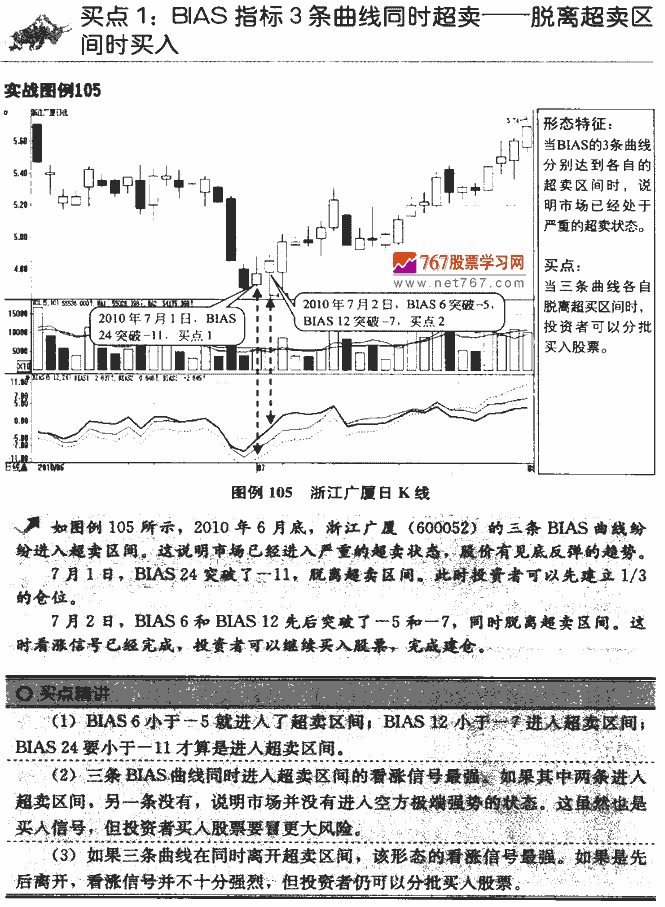 买点1：BIAS 指标3条曲线同时超卖——脱离超卖区
间时买入
实战图例105
浙江广厦日线
5.60
5.40
5.20
5.00
4.80
15000
10000
5000
X10
11.00
7.00
5.00
0.00
-5.00
-7.00
-11.00
日线
2010/06
07
2010年7月1日，BIAS
24突破-11，买点1
2010年7月2日，BIAS 6突破-5，
BIAS 12突破-7，买点2
767股票学习网
www.net767.com
形态特征：
当BIAS的3条曲线
分别达到各自的
超卖区间时，说
明市场已经处于
严重的超卖状态。
买点：
当三条曲线各自
脱离超买区间时，
投资者可以分批
买入股票。
图例 105 浙江广厦日 K 线
如图例 105 所示，2010 年 6 月底，浙江广厦（600052）的三条 BIAS 曲线纷
纷进入超卖区间。这说明市场已经进入严重的超卖状态，股价有见底反弹的趋势。
7 月 1 日，BIAS 24 突破了－11，脱离超卖区间。此时投资者可以先建立 1/3
的仓位。
7 月 2 日，BIAS 6 和 BIAS 12 先后突破了－5 和－7，同时脱离超卖区间。这
时看涨信号已经完成，投资者可以继续买入股票，完成建仓。
买点精讲
（1）BIAS 6 小于－5 就进入了超卖区间；BIAS 12 小于－7 进入超卖区间；
BIAS 24 要小于－11 才算是进入超卖区间。
（2）三条 BIAS 曲线同时进入超卖区间的看涨信号最强。如果其中两条进入
超卖区间，另一条没有，说明市场并没有进入空方极端强势的状态。这虽然也是
买入信号，但投资者买入股票要冒更大风险。
（3）如果三条曲线在同时离开超卖区间，该形态的看涨信号最强。如果是先
后离开，看涨信号并不十分强烈，但投资者仍可以分批买入股票。